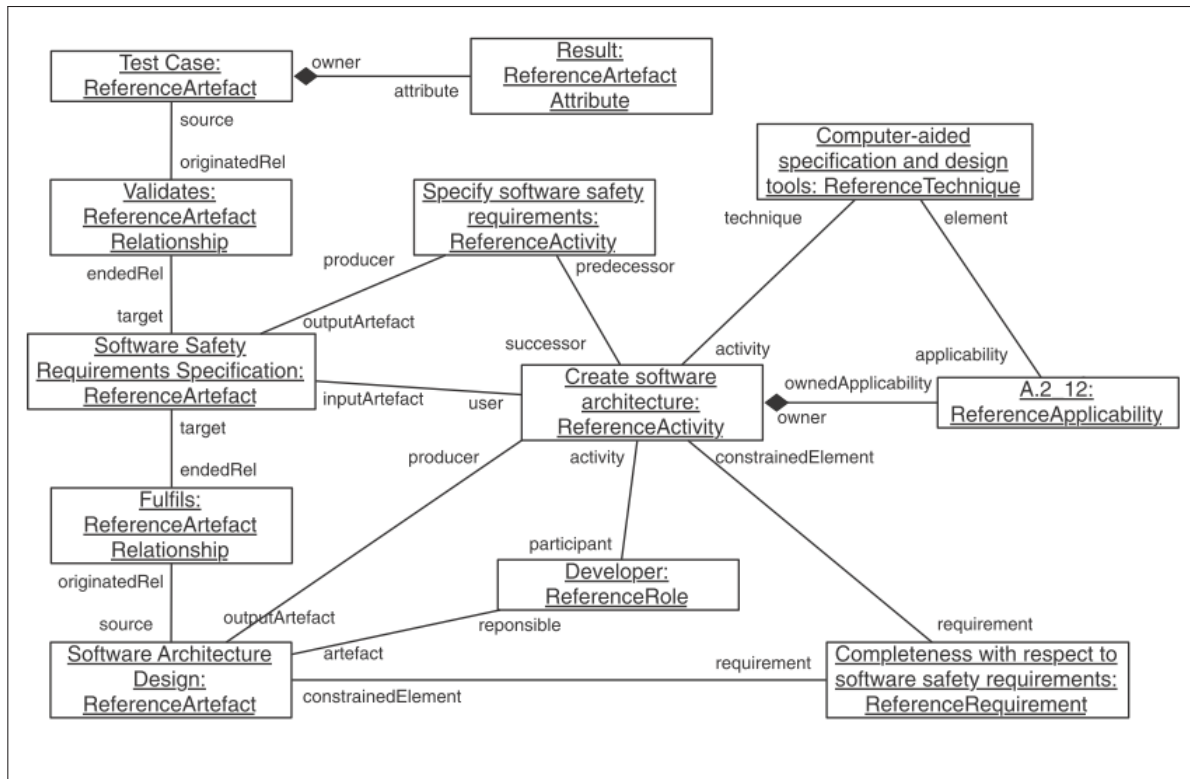 Test Case:
ReferenceArtefact
owner
attribute
Result:
ReferenceArtefact
Attribute
source
originatedRel
Validates:
ReferenceArtefact
Relationship
endedRel
target
Specify software safety
requirements:
ReferenceActivity
producer
outputArtefact
predecessor
successor
Computer-aided
specification and design
tools: ReferenceTechnique
technique
element
activity
applicability
Software Safety
Requirements Specification:
ReferenceArtefact
inputArtefact
user
Create software
architecture:
ReferenceActivity
ownedApplicability
owner
A.2_12:
ReferenceApplicability
target
endedRel
Fulfils:
ReferenceArtefact
Relationship
originatedRel
source
producer
outputArtefact
activity
participant
Developer:
ReferenceRole
reponsible
artefact
constrainedElement
requirement
Software Architecture
Design:
ReferenceArtefact
constrainedElement
requirement
Completeness with respect to
software safety requirements:
ReferenceRequirement